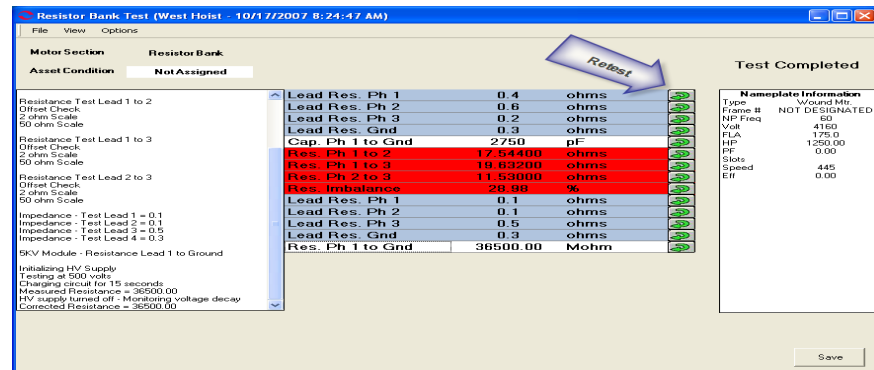 Resistor Bank Test (West Hoist - 10/17/2007 8:24:47 AM)
File View Options
Motor Section Resistor Bank
Asset Condition Not Assigned
Test Completed
Retest
Resistance Test Lead 1 to 2
Offset Check
2 ohm Scale
50 ohm Scale
Resistance Test Lead 1 to 3
Offset Check
2 ohm Scale
50 ohm Scale
Resistance Test Lead 2 to 3
Offset Check
2 ohm Scale
50 ohm Scale
Impedance - Test Lead 1 = 0.1
Impedance - Test Lead 2 = 0.1
Impedance - Test Lead 3 = 0.5
Impedance - Test Lead 4 = 0.3
5KV Module - Resistance Lead 1 to Ground
Initializing HV Supply
Testing at 500 volts
Charging circuit for 15 seconds
Measured Resistance = 36500.00
HV supply turned off - Monitoring voltage decay
Corrected Resistance = 36500.00
Lead Res. Ph 1 0.4 ohms
Lead Res. Ph 2 0.6 ohms
Lead Res. Ph 3 0.2 ohms
Lead Res. Gnd 0.3 ohms
Cap. Ph 1 to Gnd 2750 pF
Res. Ph 1 to 2 17.54400 ohms
Res. Ph 1 to 3 19.63200 ohms
Res. Ph 2 to 3 11.53000 ohms
Res. Imbalance 28.98 %
Lead Res. Ph 1 0.1 ohms
Lead Res. Ph 2 0.1 ohms
Lead Res. Ph 3 0.5 ohms
Lead Res. Gnd 0.3 ohms
Res. Ph 1 to Gnd 36500.00 Mohm
Nameplate Information
Type Wound Mtr.
Frame # NOT DESIGNATED
NP Freq 60
Volt 4160
FLA 175.0
HP 1250.00
PF 0.00
Slots
Speed 445
Eff 0.00
Save